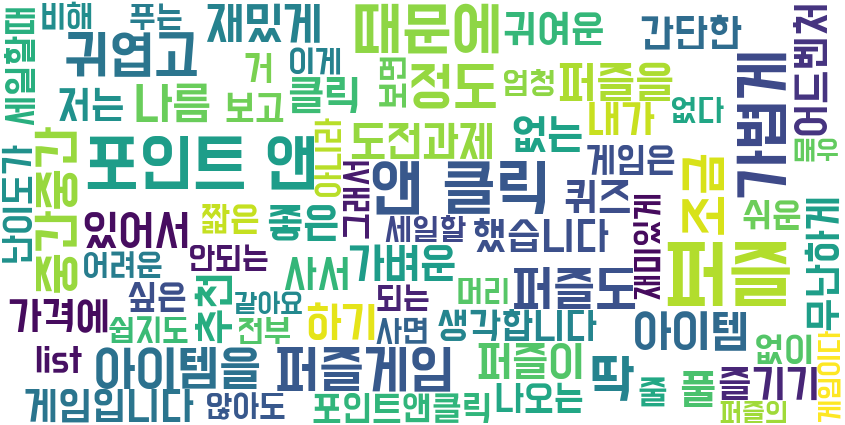 세일할때
비해
푸는
재밌게
때문에
귀여운
간단한
어드벤쳐
귀엽고
거
이게
보면
정도
엄청
퍼즐을
가볍게
저는
나름
보고
클릭
내가
없다
매우
난이도가
중간중간
포인트 앤
아니라
도전과제
없는
게임은
조금
그래서
앤 클릭
퀴즈
재미있게
쉬운
무난하게
있어서
짧은
좋은
세일할
했습니다
퍼즐
어려운
안되는
사서
가벼운
퍼즐도
가격에
싶은
추천
같아요
되는
머리
아이템
없이
게임이다
쉽지도
전부
하기
사면
생각합니다
list
아이템을
퍼즐게임
퍼즐이
딱
줄
풀
즐기기
게임입니다
않아도
포인트앤클릭
나오는
퍼즐의